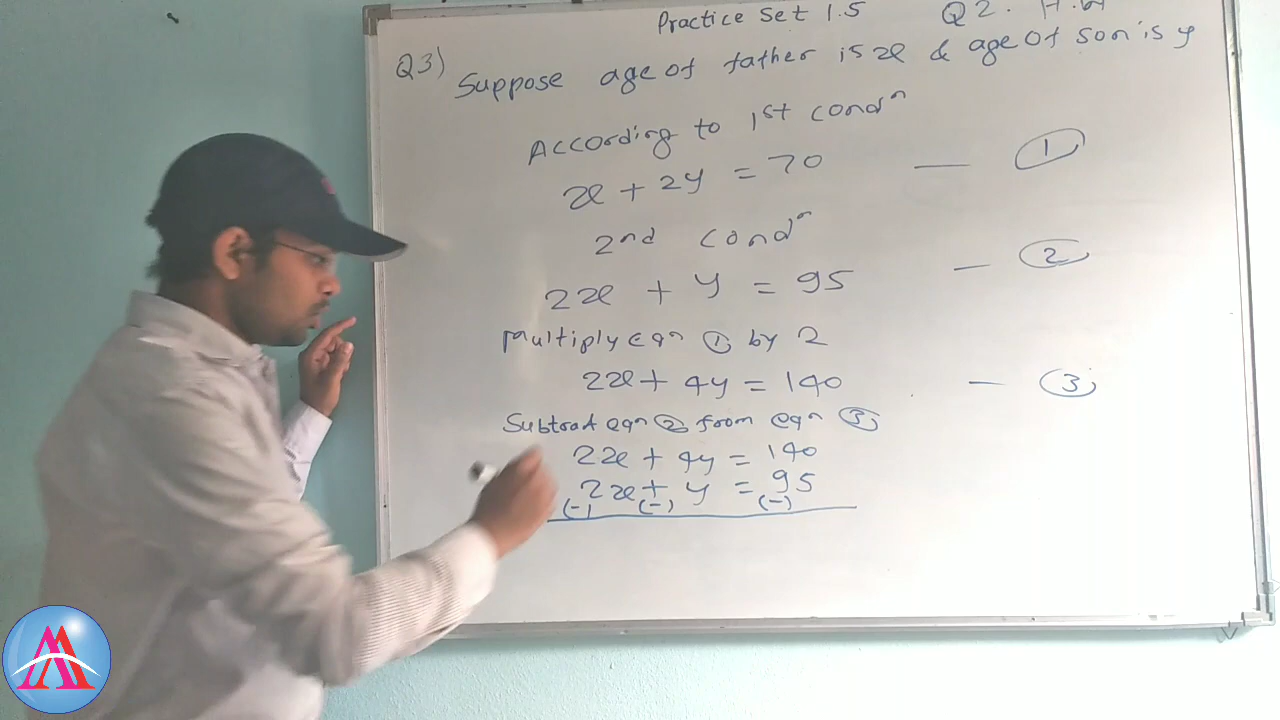 Practice Set 1.5 Q2. H.W
Q3) Suppose age of father is x & age of son is y
According to 1st condⁿ
x + 2y = 70 — ①
2nd condⁿ
2x + y = 95 — ②
Multiply eqn ① by 2
2x + 4y = 140 — ③
Subtract eqn ② from eqn ③
2x + 4y = 140
2x + y = 95
(-) (-) (-)